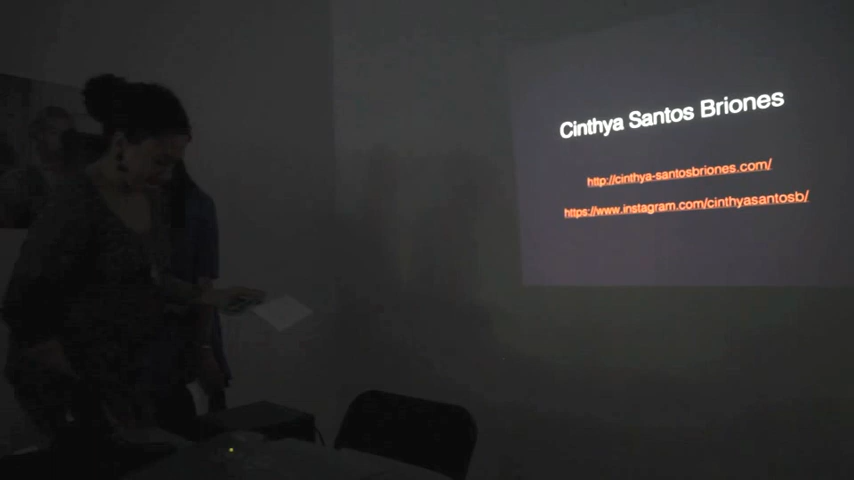 Cinthya Santos Briones
http://cinthya-santosbriones.com/
https://www.instagram.com/cinthyasantosb/